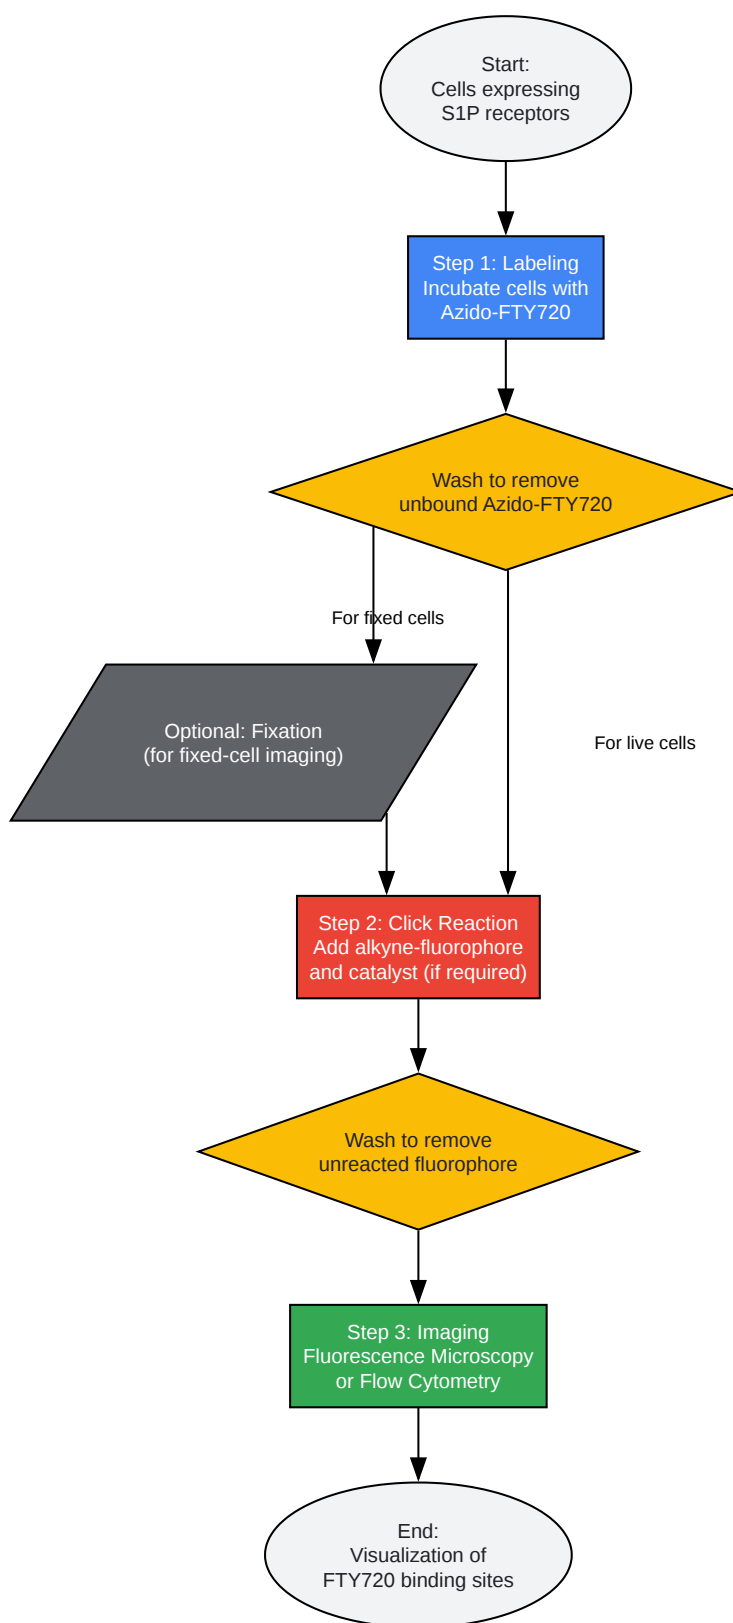 Start:
Cells expressing
S1P receptors
Step 1: Labeling
Incubate cells with
Azido-FTY720
Wash to remove
unbound Azido-FTY720
For fixed cells
Optional: Fixation
(for fixed-cell imaging)
For live cells
Step 2: Click Reaction
Add alkyne-fluorophore
and catalyst (if required)
Wash to remove
unreacted fluorophore
Step 3: Imaging
Fluorescence Microscopy
or Flow Cytometry
End:
Visualization of
FTY720 binding sites